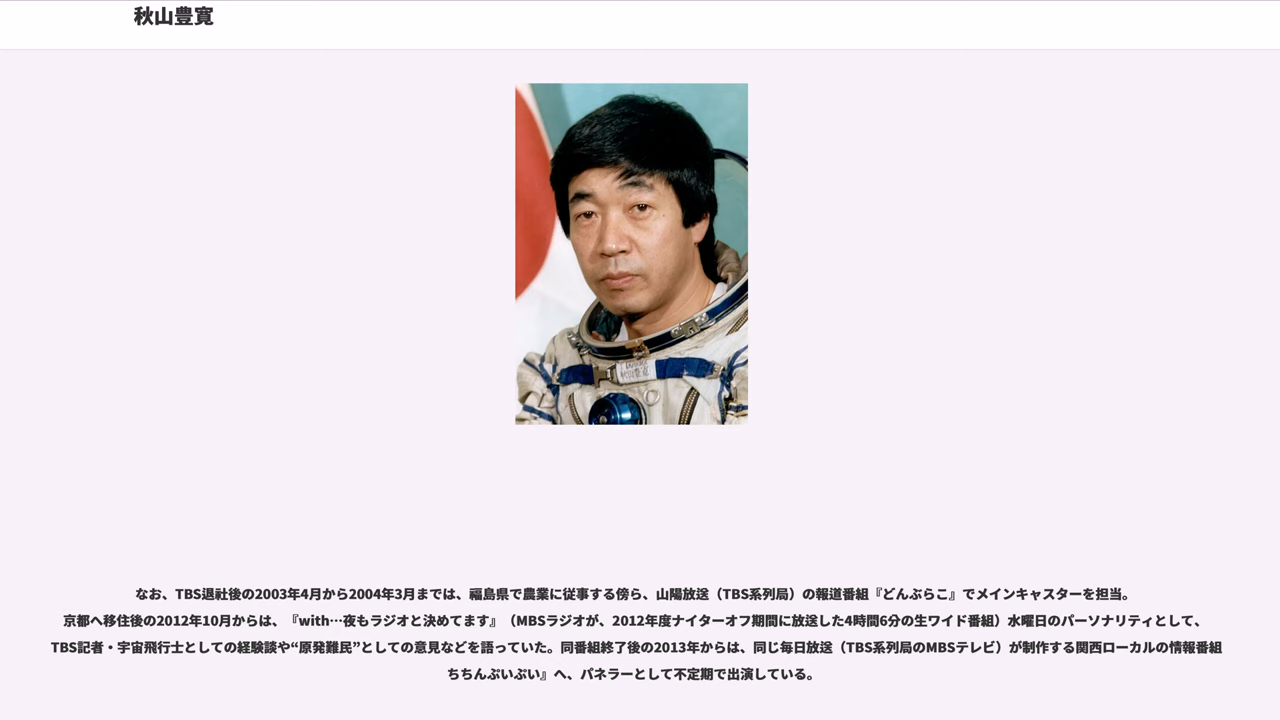 秋山豊寛
なお、TBS退社後の2003年4月から2004年3月までは、福島県で農業に従事する傍ら、山陽放送（TBS系列局）の報道番組『どんぶらこ』でメインキャスターを担当。
京都へ移住後の2012年10月からは、『with…夜もラジオと決めてます』（MBSラジオが、2012年度ナイターオフ期間に放送した4時間6分の生ワイド番組）水曜日のパーソナリティとして、
TBS記者・宇宙飛行士としての経験談や“原発難民”としての意見などを語っていた。同番組終了後の2013年からは、同じ毎日放送（TBS系列局のMBSテレビ）が制作する関西ローカルの情報番組
ちちんぷいぷい』へ、パネラーとして不定期で出演している。